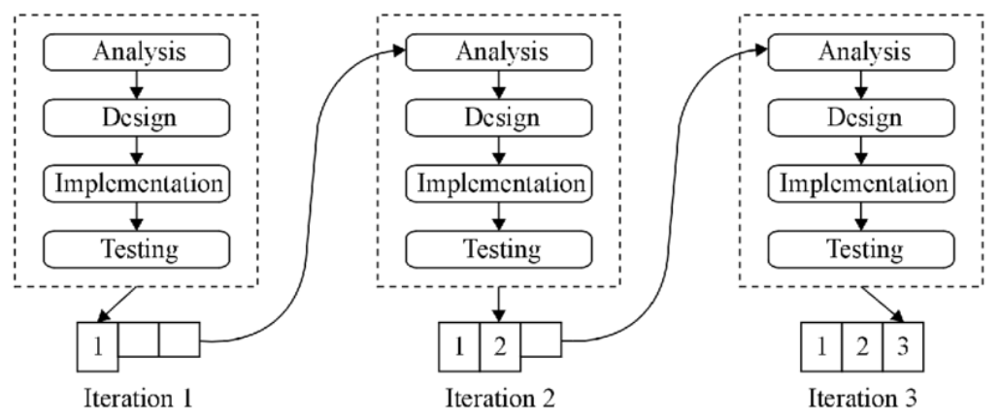 Analysis
Design
Implementation
Testing
1
Iteration 1
Analysis
Design
Implementation
Testing
1 2
Iteration 2
Analysis
Design
Implementation
Testing
1 2 3
Iteration 3